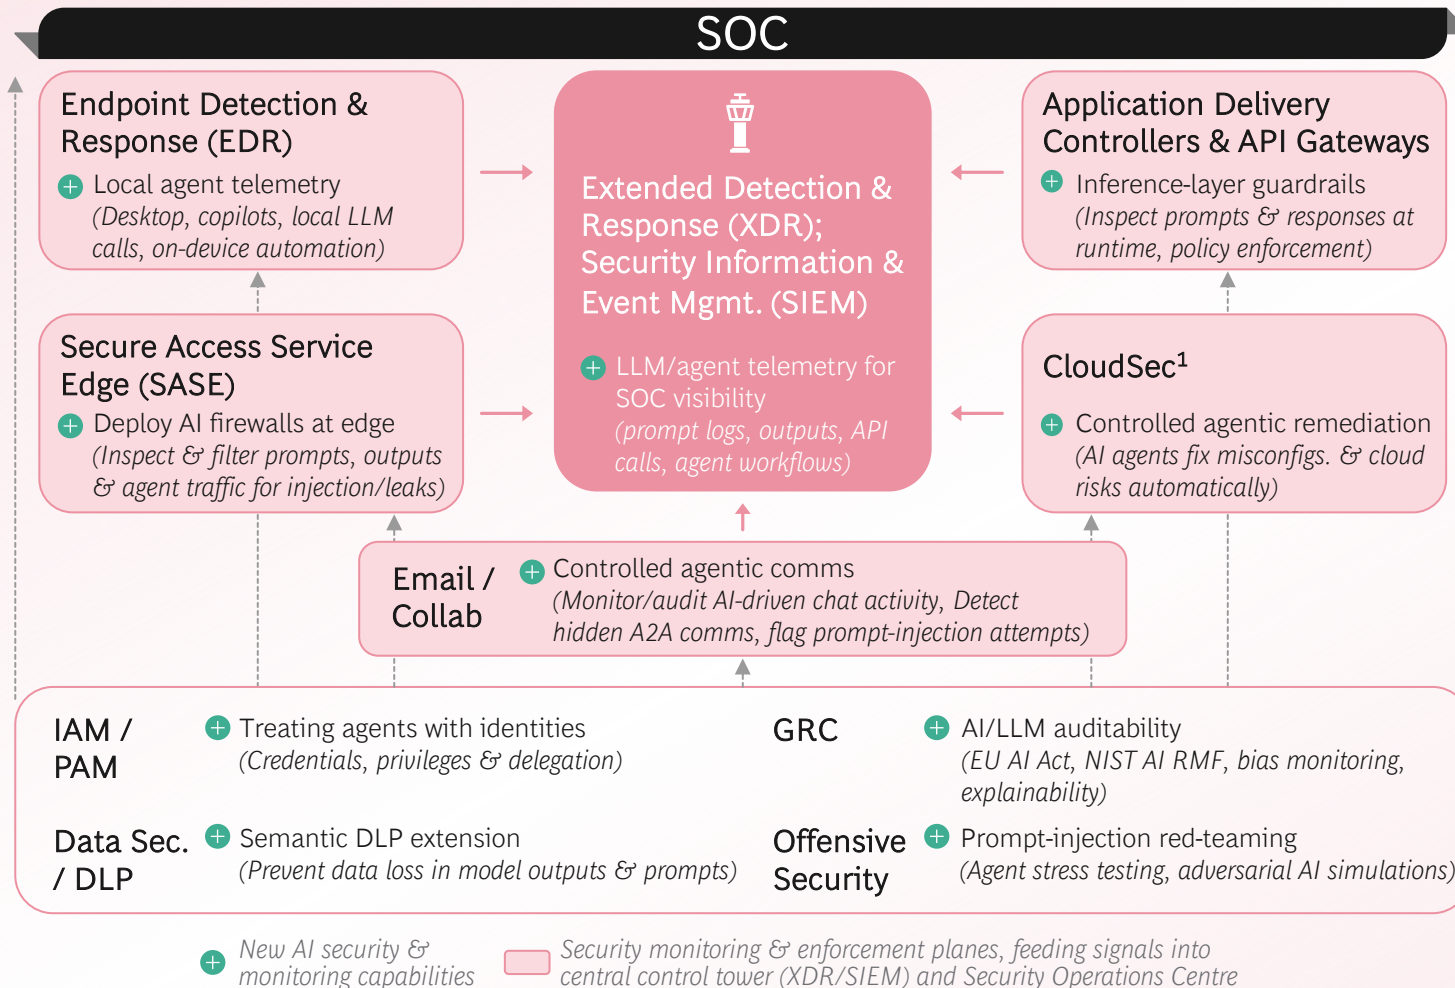 SOC
Endpoint Detection &
Response (EDR)
Local agent telemetry
(Desktop, copilots, local LLM
calls, on-device automation)
Secure Access Service
Edge (SASE)
Deploy AI firewalls at edge
(Inspect & filter prompts, outputs
& agent traffic for injection/leaks)
Extended Detection &
Response (XDR);
Security Information &
Event Mgmt. (SIEM)
LLM/agent telemetry for
SOC visibility
(prompt logs, outputs, API
calls, agent workflows)
Application Delivery
Controllers & API Gateways
Inference-layer guardrails
(Inspect prompts & responses at
runtime, policy enforcement)
CloudSec¹
Controlled agentic remediation
(AI agents fix misconfigs. & cloud
risks automatically)
Email /
Collab
Controlled agentic comms
(Monitor/audit AI-driven chat activity, Detect
hidden A2A comms, flag prompt-injection attempts)
IAM /
PAM
Treating agents with identities
(Credentials, privileges & delegation)
Data Sec.
/ DLP
Semantic DLP extension
(Prevent data loss in model outputs & prompts)
GRC
AI/LLM auditability
(EU AI Act, NIST AI RMF, bias monitoring,
explainability)
Offensive
Security
Prompt-injection red-teaming
(Agent stress testing, adversarial AI simulations)
New AI security &
monitoring capabilities
Security monitoring & enforcement planes, feeding signals into
central control tower (XDR/SIEM) and Security Operations Centre